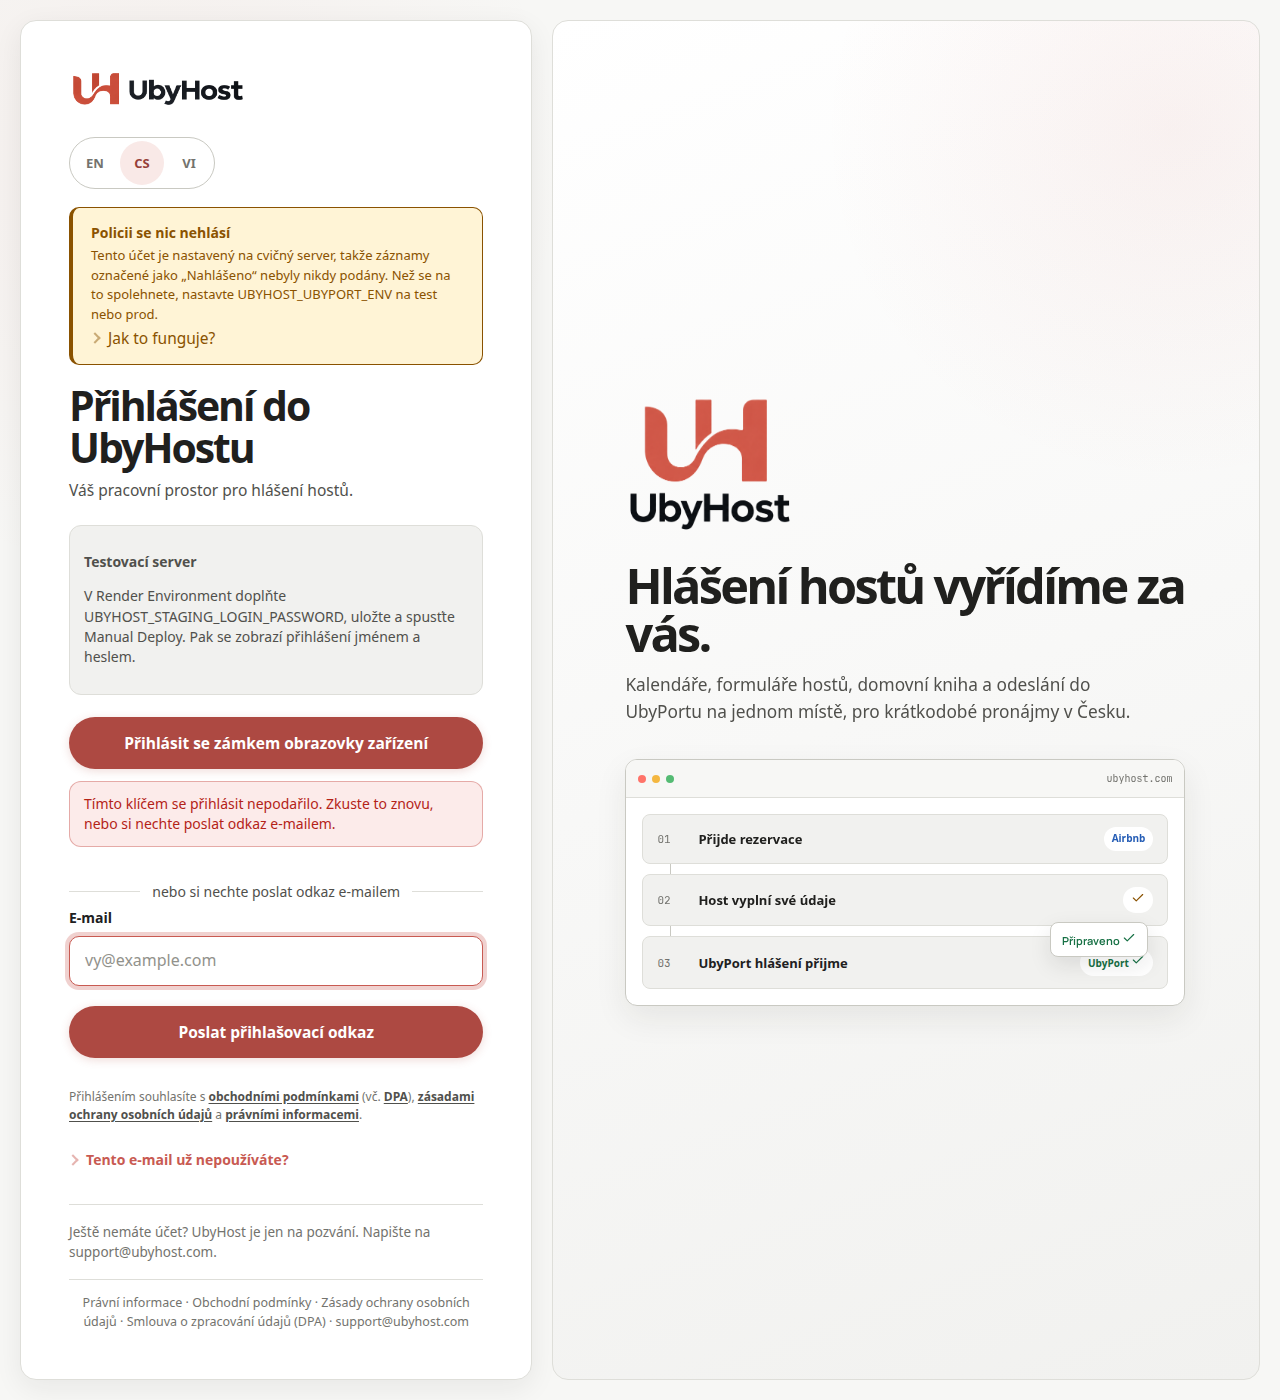 UbyHost
EN CS VI
Policii se nic nehlásí
Tento účet je nastavený na cvičný server, takže záznamy
označené jako „Nahlášeno“ nebyly nikdy podány. Než se na
to spolehnete, nastavte UBYHOST_UBYPORT_ENV na test
nebo prod.
Jak to funguje?
Přihlášení do
UbyHostu
Váš pracovní prostor pro hlášení hostů.
Testovací server
V Render Environment doplňte
UBYHOST_STAGING_LOGIN_PASSWORD, uložte a spusťte
Manual Deploy. Pak se zobrazí přihlášení jménem a
heslem.
Přihlásit se zámkem obrazovky zařízení
Tímto klíčem se přihlásit nepodařilo. Zkuste to znovu,
nebo si nechte poslat odkaz e-mailem.
nebo si nechte poslat odkaz e-mailem
E-mail
vy@example.com
Poslat přihlašovací odkaz
Přihlášením souhlasíte s obchodními podmínkami (vč. DPA), zásadami
ochrany osobních údajů a právními informacemi.
Tento e-mail už nepoužíváte?
Ještě nemáte účet? UbyHost je jen na pozvání. Napište na
support@ubyhost.com.
Právní informace · Obchodní podmínky · Zásady ochrany osobních
údajů · Smlouva o zpracování údajů (DPA) · support@ubyhost.com
UbyHost
Hlášení hostů vyřídíme za
vás.
Kalendáře, formuláře hostů, domovní kniha a odeslání do
UbyPortu na jednom místě, pro krátkodobé pronájmy v Česku.
ubyhost.com
01 Přijde rezervace Airbnb
02 Host vyplní své údaje
Připraveno
03 UbyPort hlášení přijme UbyPort